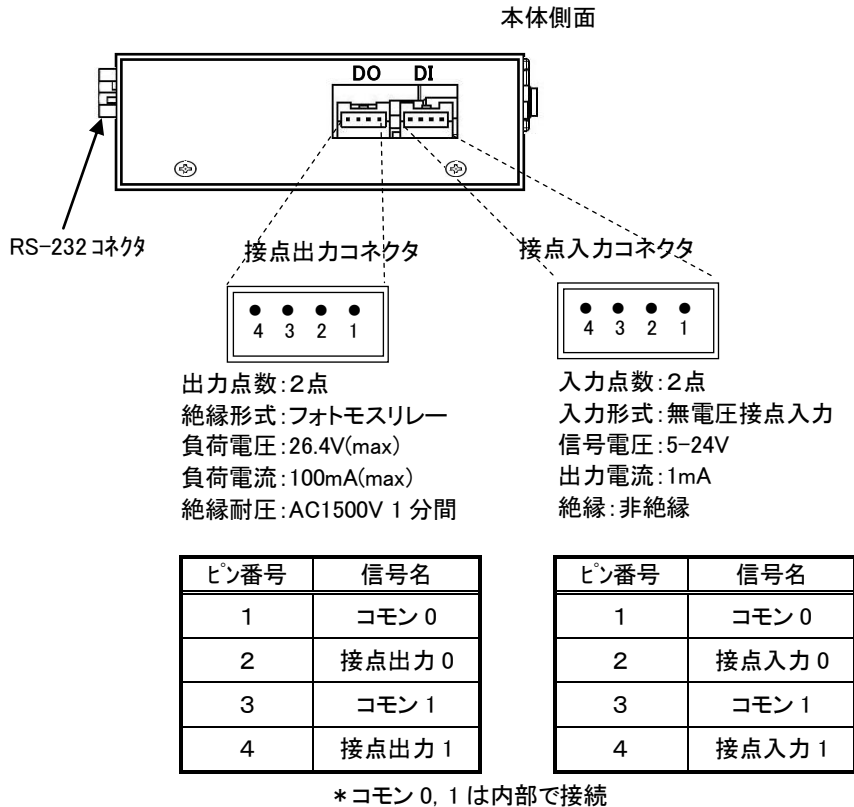 本体側面
DO DI
RS-232 ｺﾈｸﾀ
接点出力コネクタ
4 3 2 1
出力点数：２点
絶縁形式：フォトモスリレー
負荷電圧：26.4V(max)
負荷電流：100mA(max)
絶縁耐圧：AC1500V 1 分間
接点入力コネクタ
4 3 2 1
入力点数：２点
入力形式：無電圧接点入力
信号電圧：5-24V
出力電流：1mA
絶縁：非絶縁
ﾋﾟﾝ番号 信号名
１ コモン 0
２ 接点出力 0
３ コモン 1
４ 接点出力 1
ﾋﾟﾝ番号 信号名
１ コモン 0
２ 接点入力 0
３ コモン 1
４ 接点入力 1
＊コモン 0, 1 は内部で接続